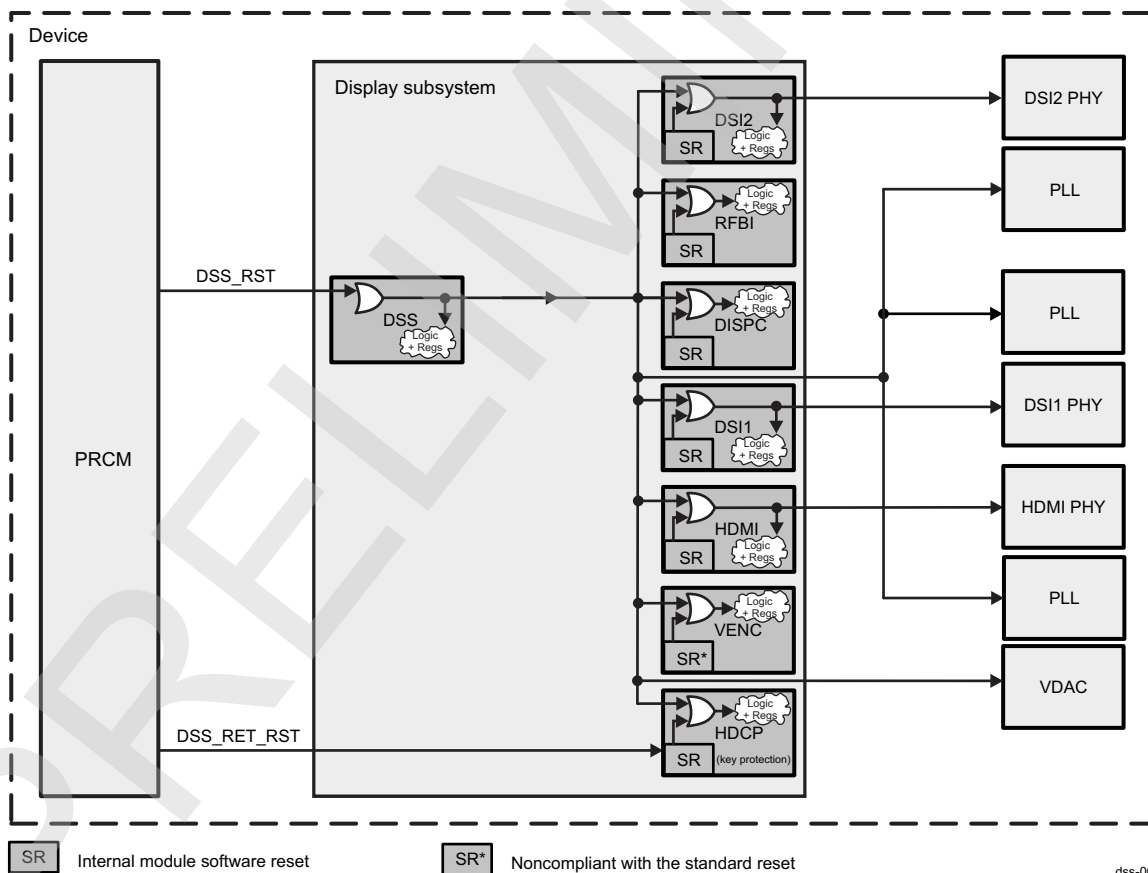 Device
PRCM
Display subsystem
DSS_RST
DSS_RET_RST
DSS
Logic
+ Regs
DSI2
Logic
+ Regs
SR
Logic
+ Regs
RFBI
SR
Logic
+ Regs
DISPC
SR
DSI1
Logic
+ Regs
SR
HDMI
Logic
+ Regs
SR
Logic
+ Regs
VENC
SR*
Logic
+ Regs
HDCP
SR
(key protection)
DSI2 PHY
PLL
PLL
DSI1 PHY
HDMI PHY
PLL
VDAC
SR
Internal module software reset
SR*
Noncompliant with the standard reset